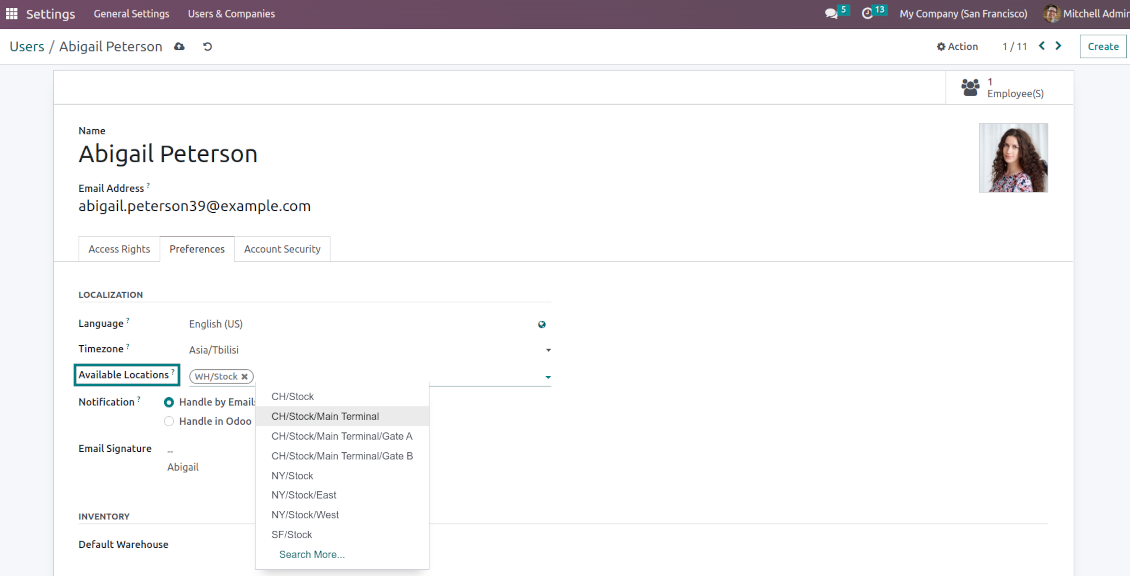 Settings General Settings Users & Companies 5 13 My Company (San Francisco) Mitchell Admin
Users / Abigail Peterson Action 1 / 11 Create
1
Employee(S)
Name
Abigail Peterson
Email Address ?
abigail.peterson39@example.com
Access Rights Preferences Account Security
LOCALIZATION
Language ? English (US)
Timezone ? Asia/Tbilisi
Available Locations ? WH/Stock ×
CH/Stock
Notification ? Handle by Emails
CH/Stock/Main Terminal
Handle in Odoo
CH/Stock/Main Terminal/Gate A
Email Signature --
CH/Stock/Main Terminal/Gate B
Abigail
NY/Stock
NY/Stock/East
NY/Stock/West
INVENTORY
SF/Stock
Default Warehouse
Search More...